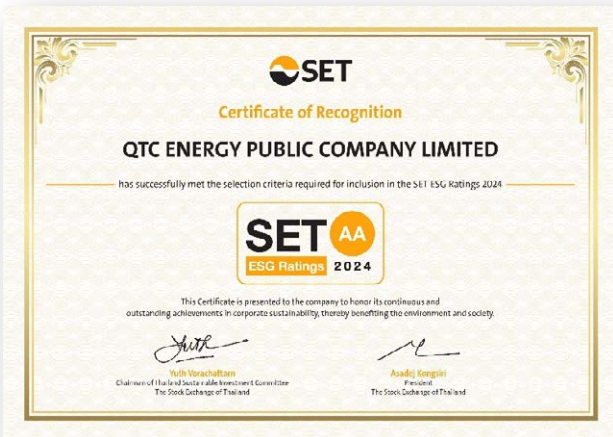 SET
Certificate of Recognition
QTC ENERGY PUBLIC COMPANY LIMITED
has successfully met the selection criteria required for inclusion in the SET ESG Ratings 2024
SET AA
ESG Ratings 2024
This Certificate is presented to the company to honor its continuous and
outstanding achievements in corporate sustainability, thereby benefiting the environment and society.
Yuth
Yuth Vorachattarn
Chairman of Thailand Sustainable Investment Committee
The Stock Exchange of Thailand
Asadej Kongsiri
President
The Stock Exchange of Thailand